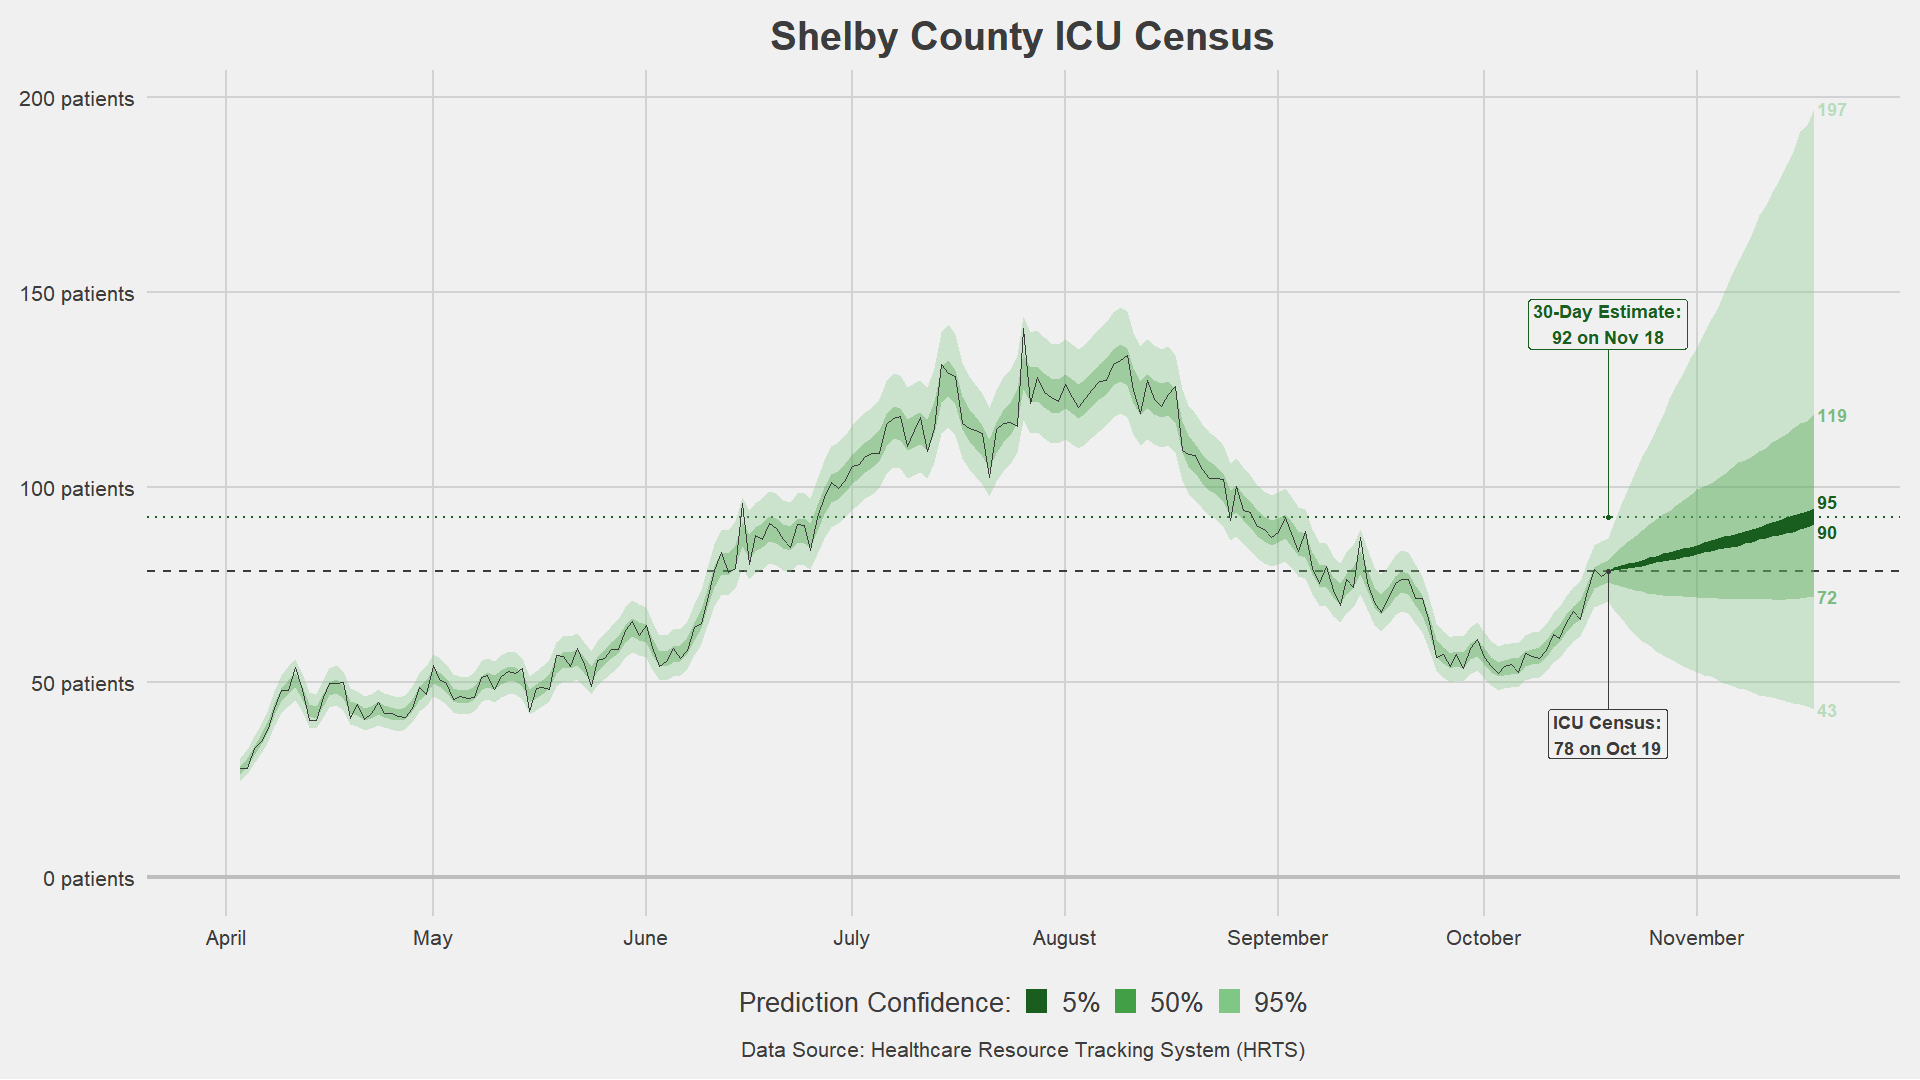 Shelby County ICU Census
200 patients
197
150 patients
30-Day Estimate:
92 on Nov 18
119
100 patients
95
90
72
50 patients
43
ICU Census:
78 on Oct 19
0 patients
April May June July August September October November
Prediction Confidence: 5% 50% 95%
Data Source: Healthcare Resource Tracking System (HRTS)